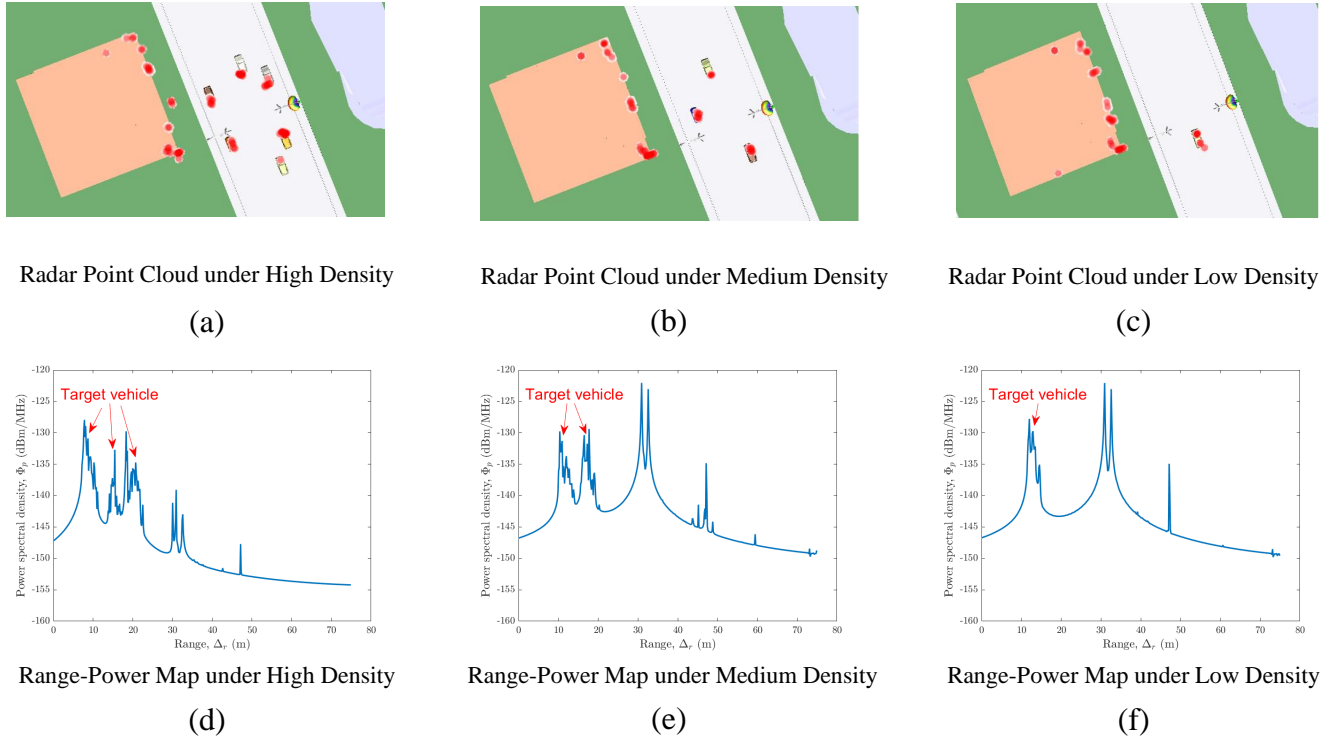 Radar Point Cloud under High Density
Radar Point Cloud under Medium Density
Radar Point Cloud under Low Density
(a)
(b)
(c)
-120
-125
-130
-135
-140
-145
-150
-155
-160
Power spectral density, Φp (dBm/MHz)
Target vehicle
0 10 20 30 40 50 60 70 80
Range, Δr (m)
-120
-125
-130
-135
-140
-145
-150
-155
-160
Power spectral density, Φp (dBm/MHz)
Target vehicle
0 10 20 30 40 50 60 70 80
Range, Δr (m)
-120
-125
-130
-135
-140
-145
-150
-155
-160
Power spectral density, Φp (dBm/MHz)
Target vehicle
0 10 20 30 40 50 60 70 80
Range, Δr (m)
Range-Power Map under High Density
Range-Power Map under Medium Density
Range-Power Map under Low Density
(d)
(e)
(f)